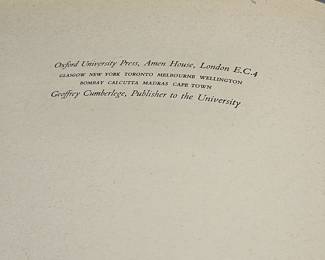 Oxford University Press, Amen House, London E.C.4
GLASGOW NEW YORK TORONTO MELBOURNE WELLINGTON
BOMBAY CALCUTTA MADRAS CAPE TOWN
Geoffrey Cumberlege, Publisher to the University